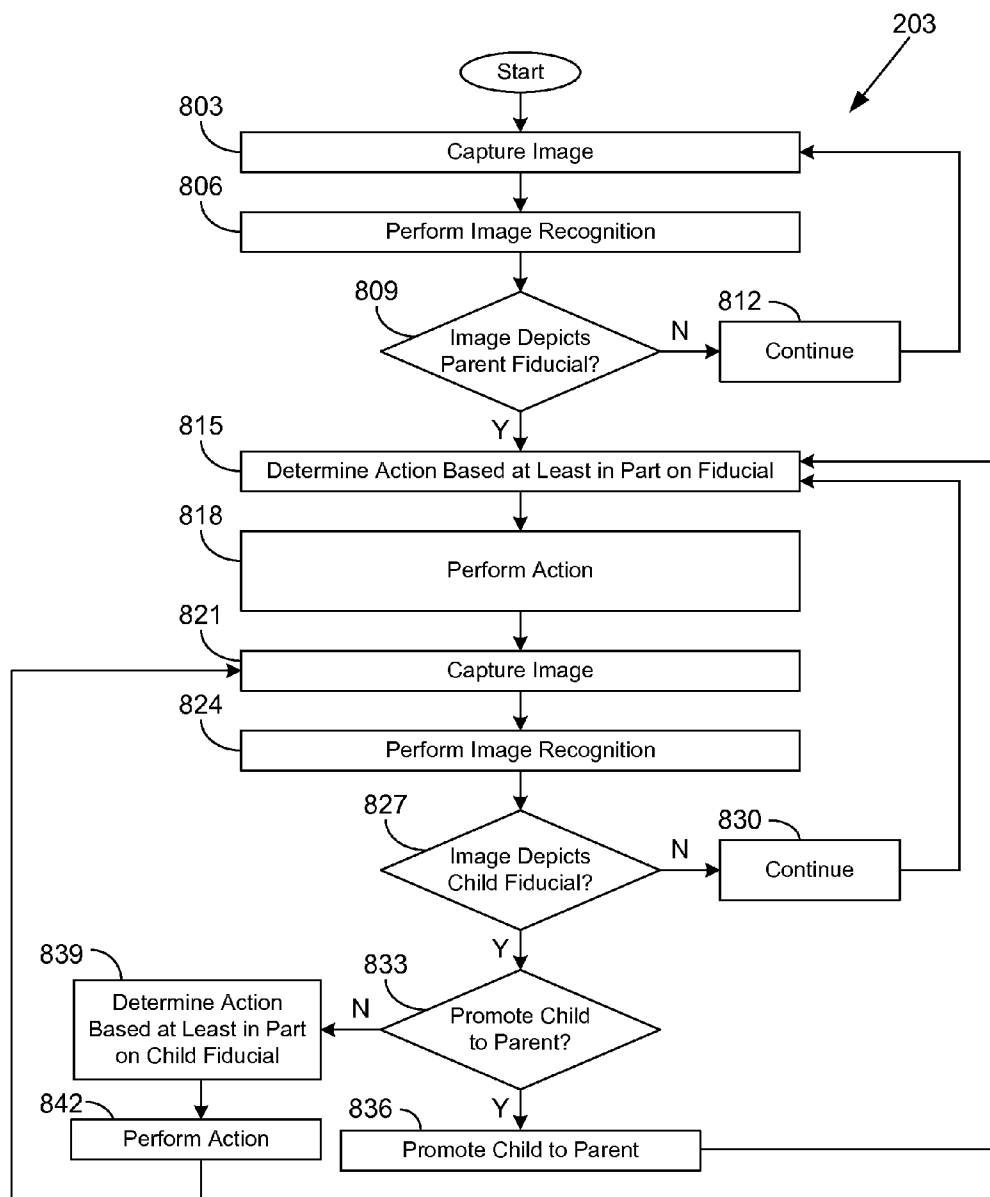 203
Start
803
Capture Image
806
Perform Image Recognition
809
Image Depicts
Parent Fiducial?
N
812
Continue
Y
815
Determine Action Based at Least in Part on Fiducial
818
Perform Action
821
Capture Image
824
Perform Image Recognition
827
Image Depicts
Child Fiducial?
N
830
Continue
Y
833
Promote Child
to Parent?
N
839
Determine Action
Based at Least in Part
on Child Fiducial
842
Perform Action
Y
836
Promote Child to Parent